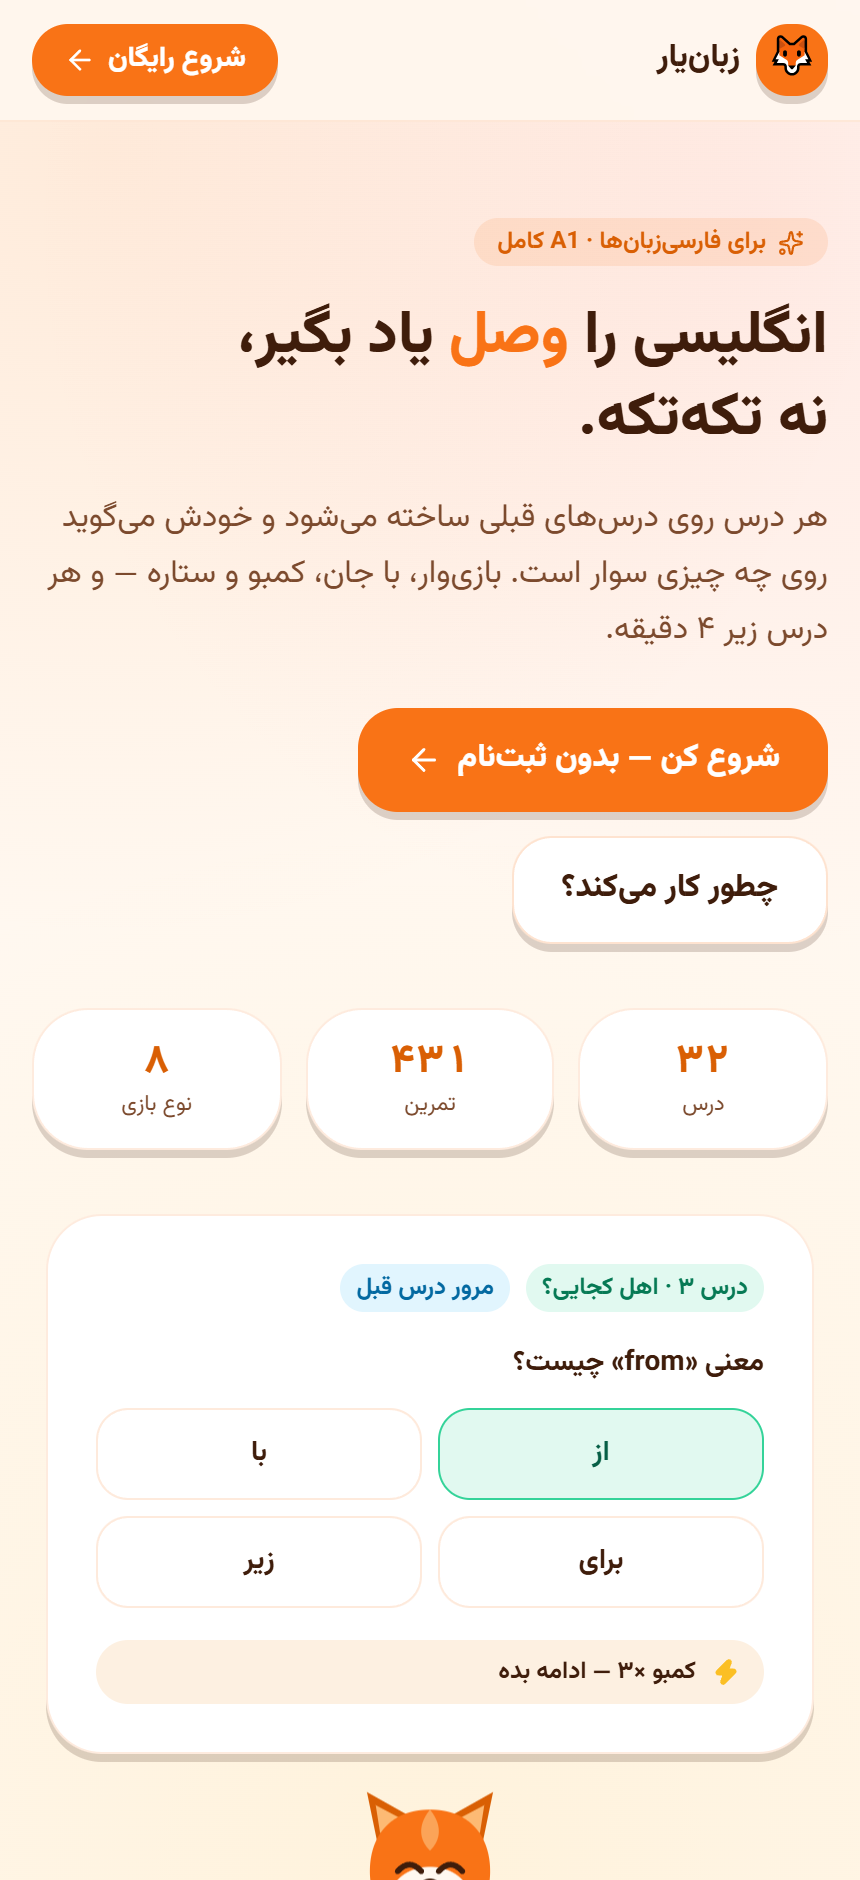 زبان‌یار
شروع رایگان
برای فارسی‌زبان‌ها · A1 کامل
انگلیسی را وصل یاد بگیر،
نه تکه‌تکه.
هر درس روی درس‌های قبلی ساخته می‌شود و خودش می‌گوید
روی چه چیزی سوار است. بازی‌وار، با جان، کمبو و ستاره — و هر
درس زیر ۴ دقیقه.
شروع کن — بدون ثبت‌نام
چطور کار می‌کند؟
۳۲
درس
۴۳۱
تمرین
۸
نوع بازی
درس ۳ · اهل کجایی؟
مرور درس قبل
معنی «from» چیست؟
از
با
برای
زیر
کمبو ×۳ — ادامه بده